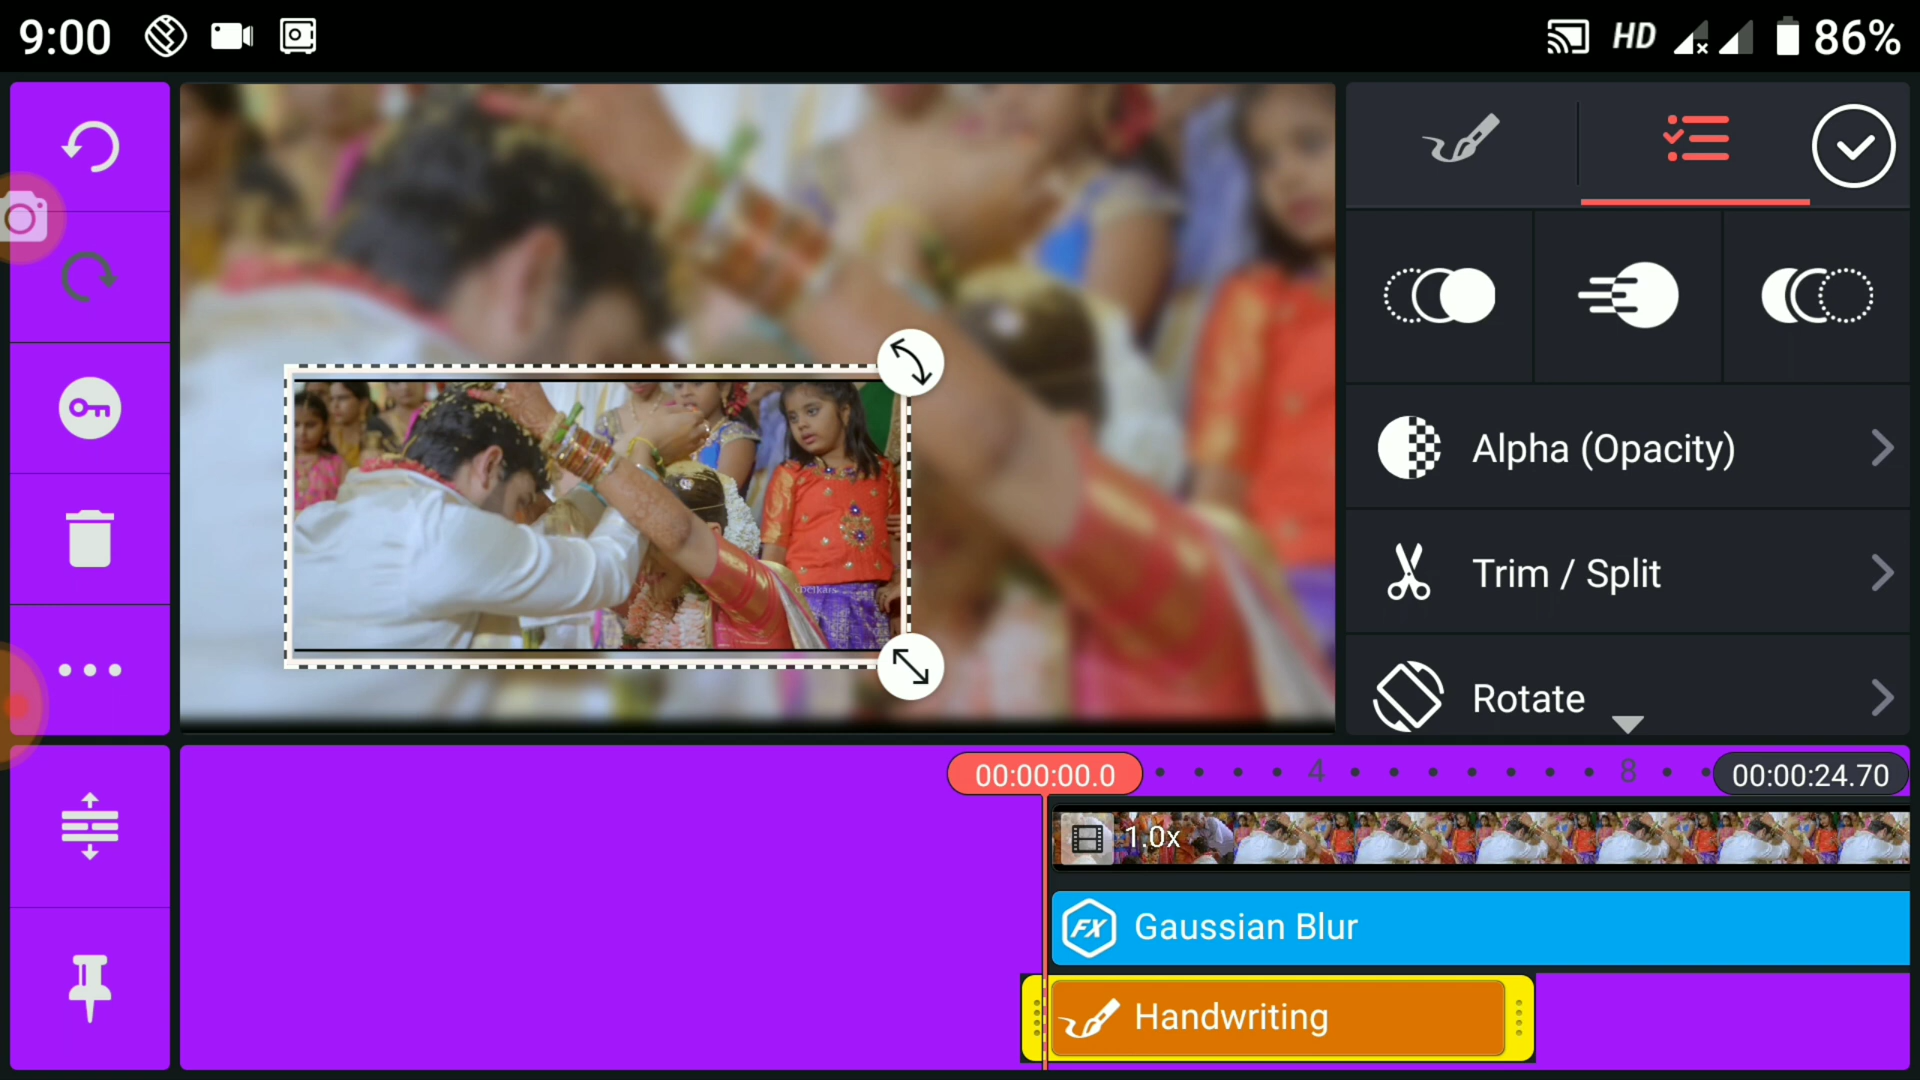 9:00
HD
86%
Alpha (Opacity)
Trim / Split
Rotate
00:00:00.0
4
8
00:00:24.70
1.0x
FX Gaussian Blur
Handwriting